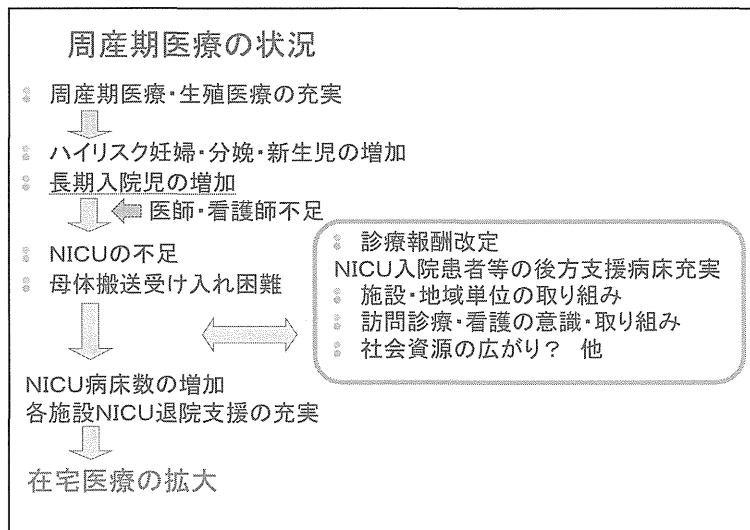 周産期医療の状況
周産期医療・生殖医療の充実
ハイリスク妊婦・分娩・新生児の増加
長期入院児の増加
医師・看護師不足
NICUの不足
母体搬送受け入れ困難
診療報酬改定
NICU入院患者等の後方支援病床充実
施設・地域単位の取り組み
訪問診療・看護の意識・取り組み
社会資源の広がり？ 他
NICU病床数の増加
各施設NICU退院支援の充実
在宅医療の拡大